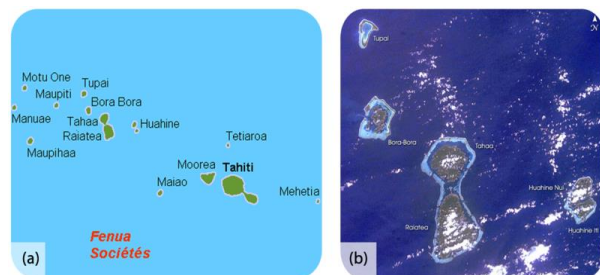 Motu One
Tupai
Maupiti
Bora Bora
Manuae
Tahaa
Huahine
Raiatea
Maupihaa
Tetiaroa
Moorea
Tahiti
Maiao
Mehetia
Fenua
Sociétés
(a)
N
Tupai
Bora-Bora
Tahaa
Huahine Nui
Raiatea
Huahine Iti
(b)